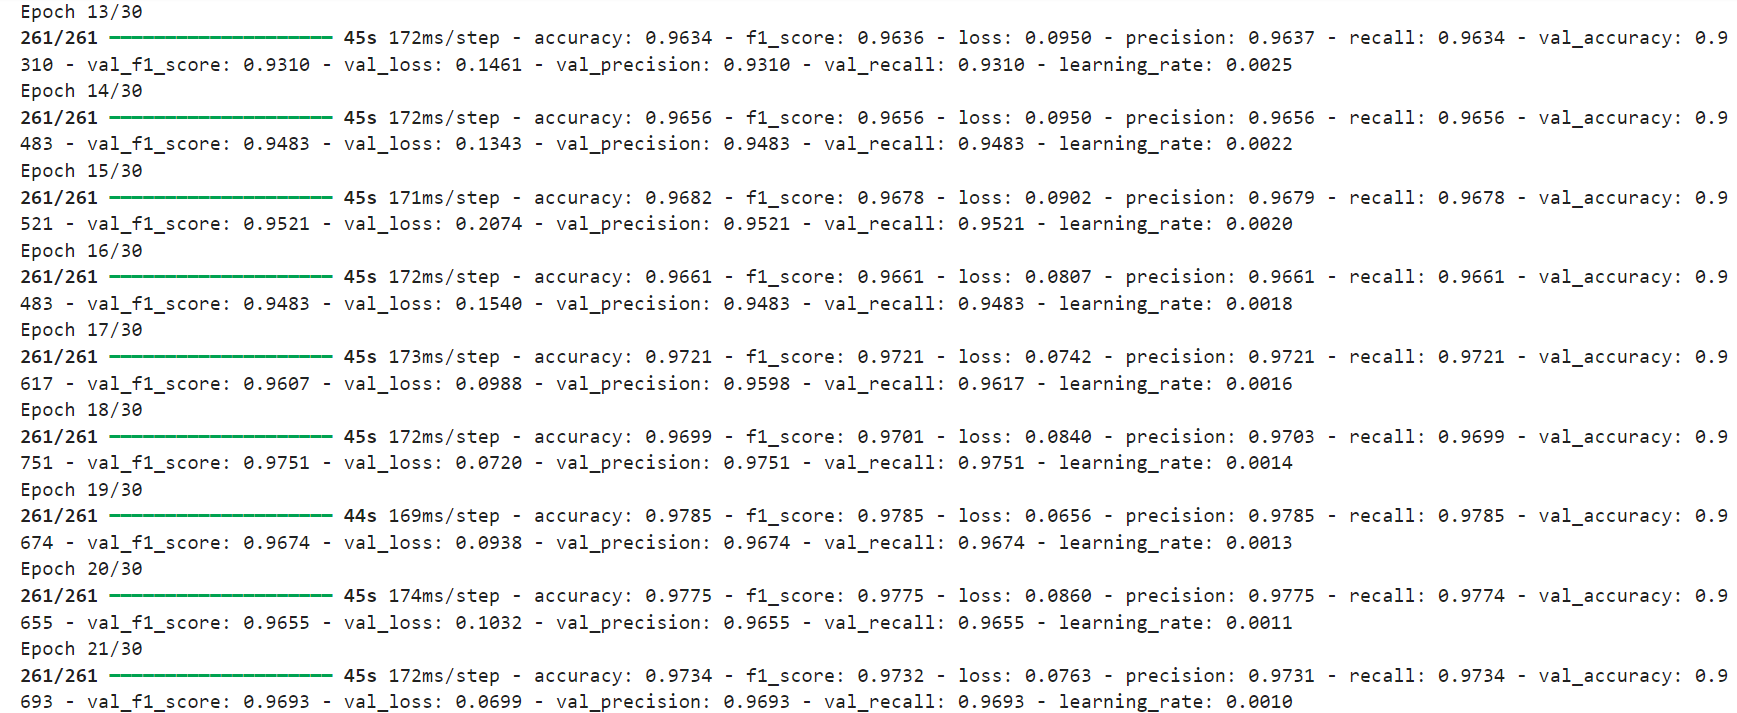 Epoch 13/30
261/261 ━━━━━━━━━━━━━━━━━━━━ 45s 172ms/step - accuracy: 0.9634 - f1_score: 0.9636 - loss: 0.0950 - precision: 0.9637 - recall: 0.9634 - val_accuracy: 0.9
310 - val_f1_score: 0.9310 - val_loss: 0.1461 - val_precision: 0.9310 - val_recall: 0.9310 - learning_rate: 0.0025
Epoch 14/30
261/261 ━━━━━━━━━━━━━━━━━━━━ 45s 172ms/step - accuracy: 0.9656 - f1_score: 0.9656 - loss: 0.0950 - precision: 0.9656 - recall: 0.9656 - val_accuracy: 0.9
483 - val_f1_score: 0.9483 - val_loss: 0.1343 - val_precision: 0.9483 - val_recall: 0.9483 - learning_rate: 0.0022
Epoch 15/30
261/261 ━━━━━━━━━━━━━━━━━━━━ 45s 171ms/step - accuracy: 0.9682 - f1_score: 0.9678 - loss: 0.0902 - precision: 0.9679 - recall: 0.9678 - val_accuracy: 0.9
521 - val_f1_score: 0.9521 - val_loss: 0.2074 - val_precision: 0.9521 - val_recall: 0.9521 - learning_rate: 0.0020
Epoch 16/30
261/261 ━━━━━━━━━━━━━━━━━━━━ 45s 172ms/step - accuracy: 0.9661 - f1_score: 0.9661 - loss: 0.0807 - precision: 0.9661 - recall: 0.9661 - val_accuracy: 0.9
483 - val_f1_score: 0.9483 - val_loss: 0.1540 - val_precision: 0.9483 - val_recall: 0.9483 - learning_rate: 0.0018
Epoch 17/30
261/261 ━━━━━━━━━━━━━━━━━━━━ 45s 173ms/step - accuracy: 0.9721 - f1_score: 0.9721 - loss: 0.0742 - precision: 0.9721 - recall: 0.9721 - val_accuracy: 0.9
617 - val_f1_score: 0.9607 - val_loss: 0.0988 - val_precision: 0.9598 - val_recall: 0.9617 - learning_rate: 0.0016
Epoch 18/30
261/261 ━━━━━━━━━━━━━━━━━━━━ 45s 172ms/step - accuracy: 0.9699 - f1_score: 0.9701 - loss: 0.0840 - precision: 0.9703 - recall: 0.9699 - val_accuracy: 0.9
751 - val_f1_score: 0.9751 - val_loss: 0.0720 - val_precision: 0.9751 - val_recall: 0.9751 - learning_rate: 0.0014
Epoch 19/30
261/261 ━━━━━━━━━━━━━━━━━━━━ 44s 169ms/step - accuracy: 0.9785 - f1_score: 0.9785 - loss: 0.0656 - precision: 0.9785 - recall: 0.9785 - val_accuracy: 0.9
674 - val_f1_score: 0.9674 - val_loss: 0.0938 - val_precision: 0.9674 - val_recall: 0.9674 - learning_rate: 0.0013
Epoch 20/30
261/261 ━━━━━━━━━━━━━━━━━━━━ 45s 174ms/step - accuracy: 0.9775 - f1_score: 0.9775 - loss: 0.0860 - precision: 0.9775 - recall: 0.9774 - val_accuracy: 0.9
655 - val_f1_score: 0.9655 - val_loss: 0.1032 - val_precision: 0.9655 - val_recall: 0.9655 - learning_rate: 0.0011
Epoch 21/30
261/261 ━━━━━━━━━━━━━━━━━━━━ 45s 172ms/step - accuracy: 0.9734 - f1_score: 0.9732 - loss: 0.0763 - precision: 0.9731 - recall: 0.9734 - val_accuracy: 0.9
693 - val_f1_score: 0.9693 - val_loss: 0.0699 - val_precision: 0.9693 - val_recall: 0.9693 - learning_rate: 0.0010